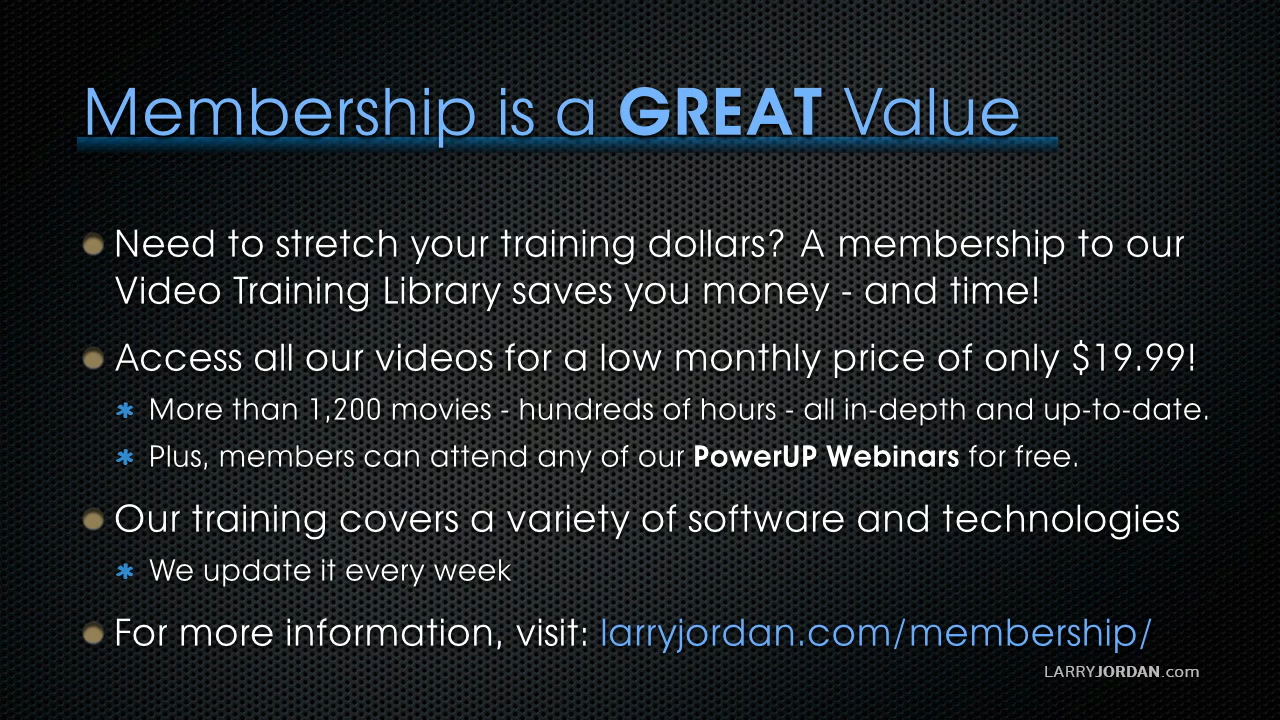 Membership is a GREAT Value
Need to stretch your training dollars? A membership to our
Video Training Library saves you money - and time!
Access all our videos for a low monthly price of only $19.99!
More than 1,200 movies - hundreds of hours - all in-depth and up-to-date.
Plus, members can attend any of our PowerUP Webinars for free.
Our training covers a variety of software and technologies
We update it every week
For more information, visit: larryjordan.com/membership/
LARRYJORDAN.com